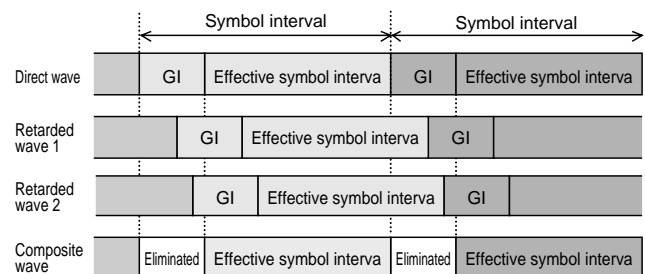 Symbol interval Symbol interval
Direct wave GI Effective symbol interva GI Effective symbol interva
Retarded
wave 1 GI Effective symbol interva GI
Retarded
wave 2 GI Effective symbol interva GI
Composite
wave Eliminated Effective symbol interva Eliminated Effective symbol interva